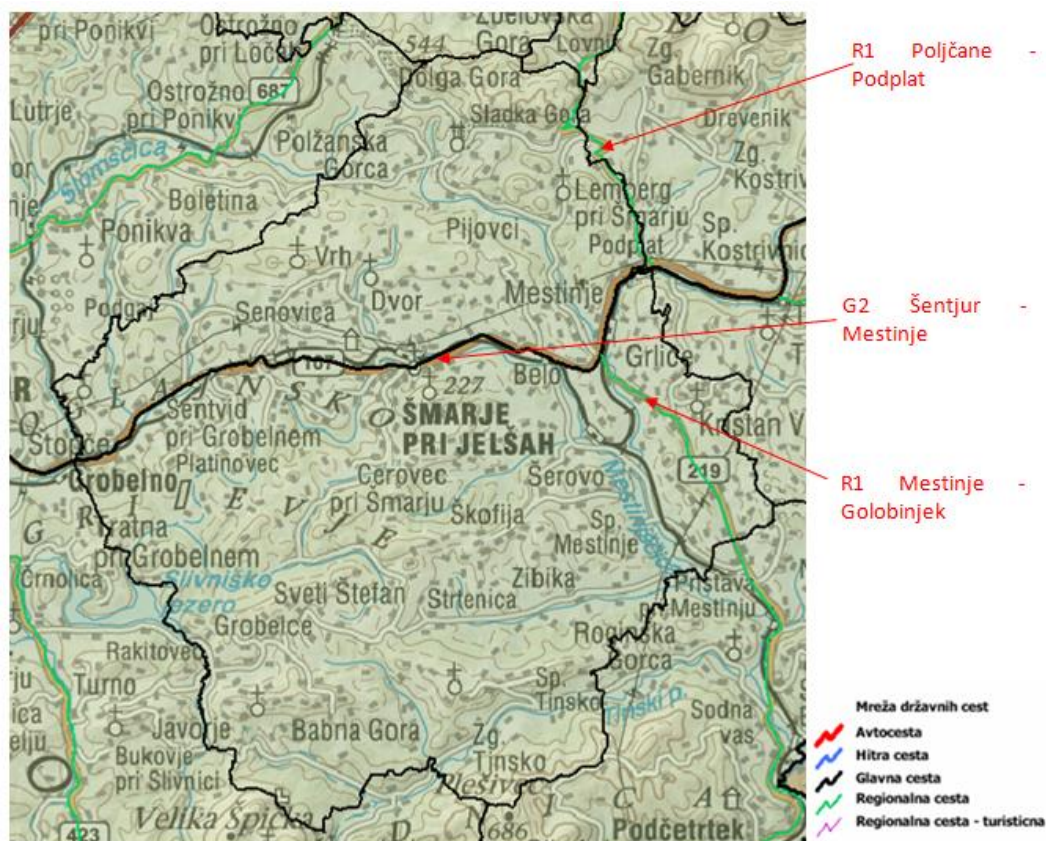 pri Ponikvi
Ostrožno
pri Ločah
544
Zbelovska
Gora
Lovnik
Zg.
Gabernik
Dolga Gora
Lutrje
Ostrožno
pri Ponikvi
687
Sladka Gora
Drevenik
Polžanska
Gorca
Zg.
Kostriv
Slomščica
Lemberg
pri Šmarju
Boletina
Ponikva
Pijovci
Podplat
Sp.
Kostrivnic
Vrh
Dvor
Mestinje
Podgaj
Senovica
107
Grliče
Belo
227
ŠMARJE
PRI JELŠAH
Kristan V
Šentvid
pri Grobelnem
Stopče
Platinovec
Grobelno
Cerovec
pri Šmarju
Šerovo
219
Škofija
Mestinjščica
Sp.
Mestinje
Bratna
pri Grobelnem
Črnolica
Slivniško
jezero
Sveti Štefan
Zibika
Strtenica
Pristava
pri Mestinju
Grobelce
Roginska
Gorca
Rakitovec
Turno
Sp.
Tinsko
Tinski p.
Sodna
vas
Javorje
Babna Gora
Bukovje
pri Slivnici
Zg.
Tinsko
Plešivec
Velika Špička
686
Podčetrtek
423
R1 Poljčane -
Podplat
G2 Šentjur -
Mestinje
R1 Mestinje -
Golobinjek
Mreža državnih cest
Avtocesta
Hitra cesta
Glavna cesta
Regionalna cesta
Regionalna cesta - turistična